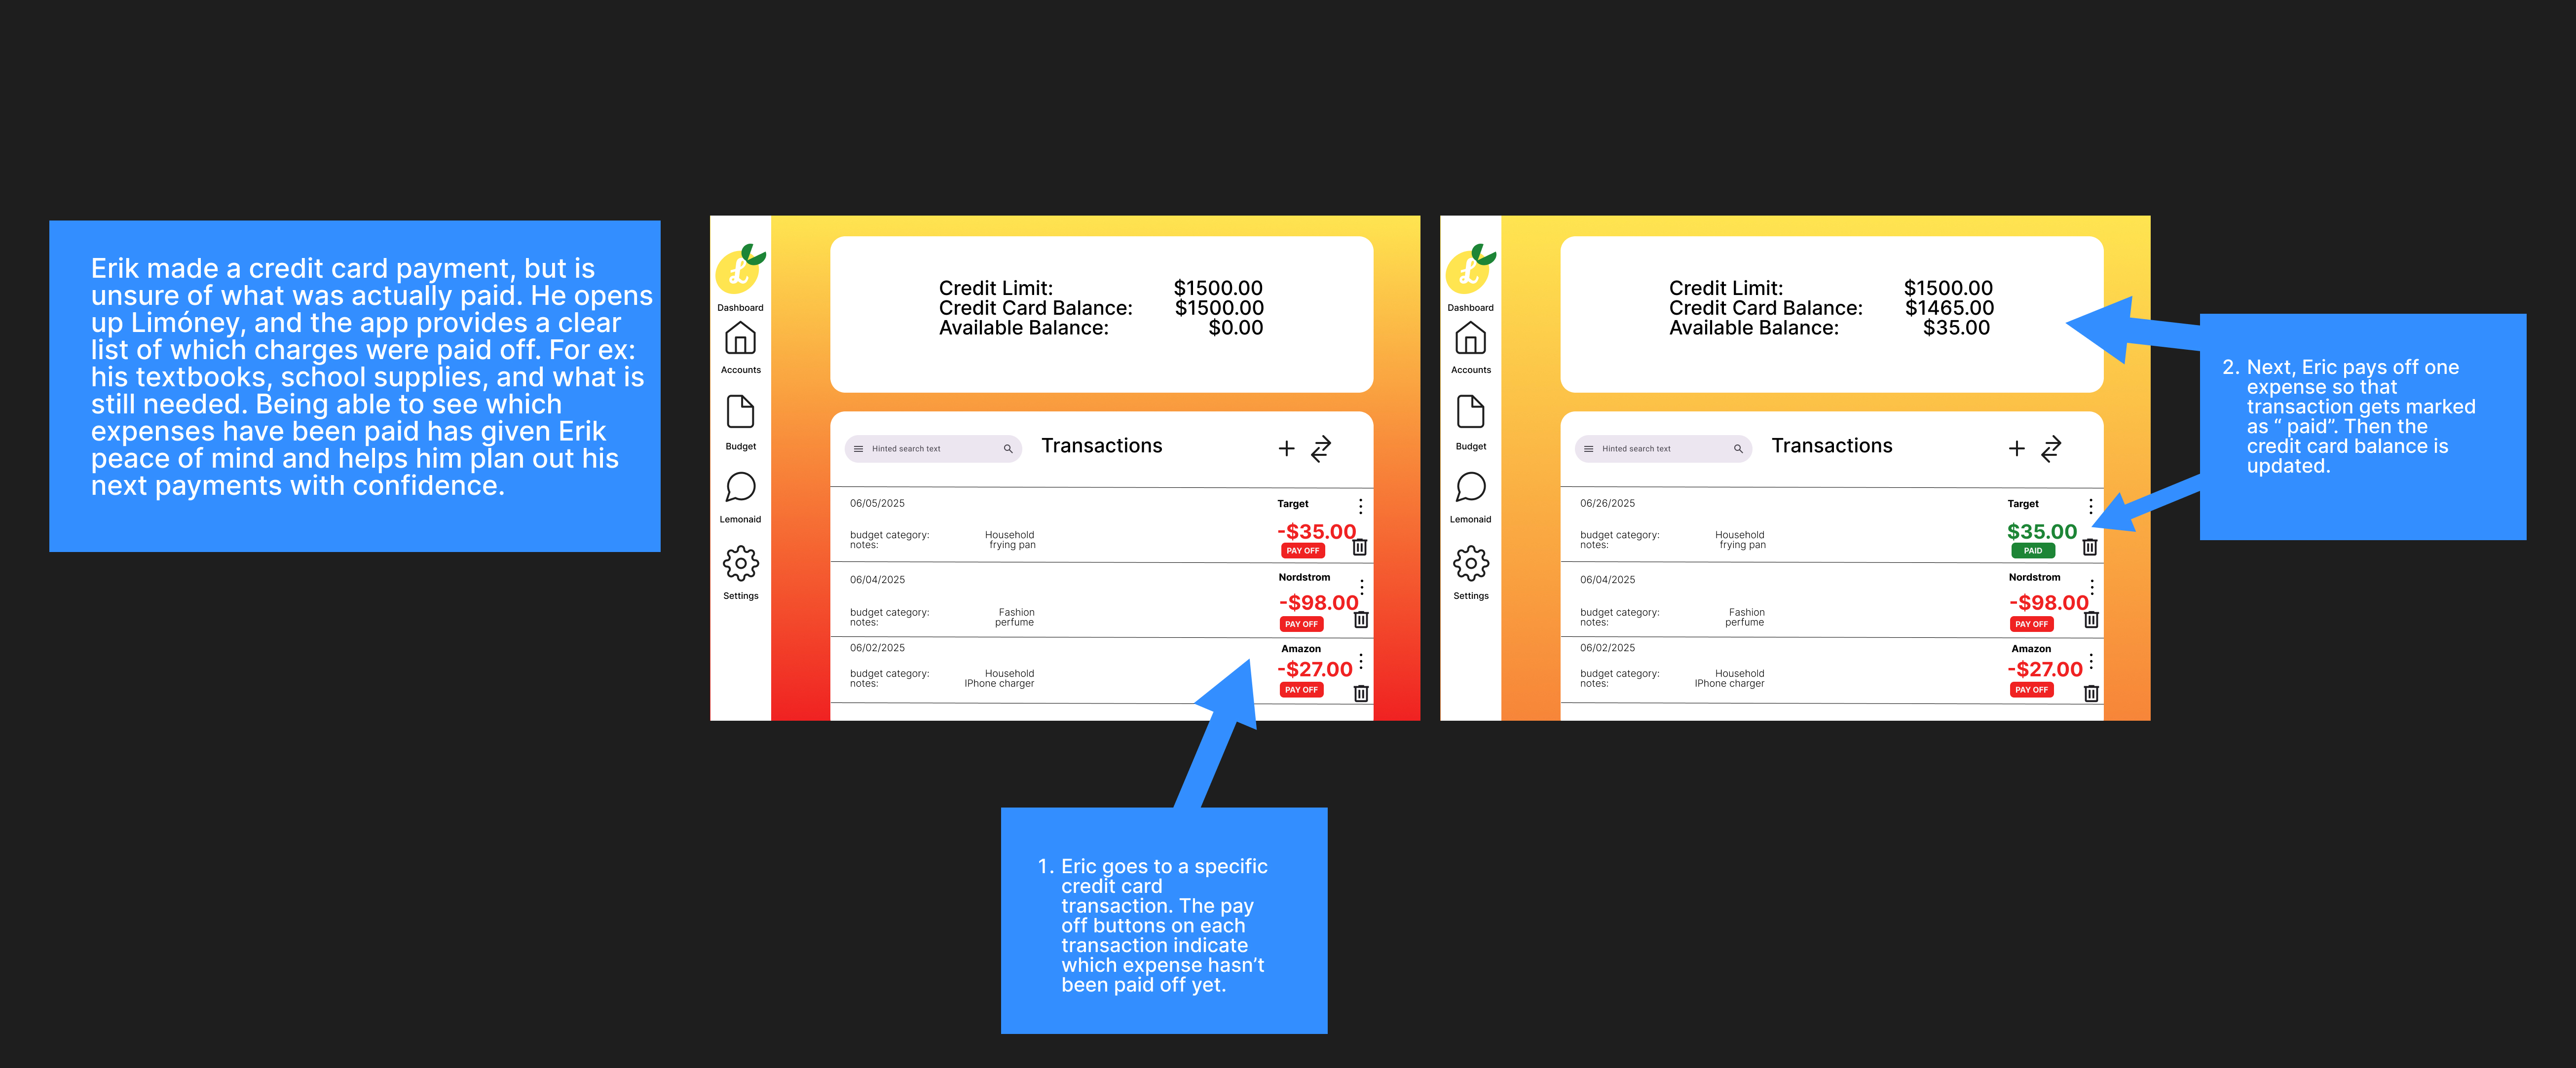 Erik made a credit card payment, but is
unsure of what was actually paid. He opens
up Limóney, and the app provides a clear
list of which charges were paid off. For ex:
his textbooks, school supplies, and what is
still needed. Being able to see which
expenses have been paid has given Erik
peace of mind and helps him plan out his
next payments with confidence.
Ł
Dashboard
Accounts
Budget
Lemonaid
Settings
Credit Limit: $1500.00
Credit Card Balance: $1500.00
Available Balance: $0.00
Hinted search text
Transactions
06/05/2025 Target
-$35.00
budget category: Household
notes: frying pan
PAY OFF
06/04/2025 Nordstrom
-$98.00
budget category: Fashion
notes: perfume
PAY OFF
06/02/2025 Amazon
-$27.00
budget category: Household
notes: IPhone charger
PAY OFF
1. Eric goes to a specific
credit card
transaction. The pay
off buttons on each
transaction indicate
which expense hasn't
been paid off yet.
Ł
Dashboard
Accounts
Budget
Lemonaid
Settings
Credit Limit: $1500.00
Credit Card Balance: $1465.00
Available Balance: $35.00
Hinted search text
Transactions
06/26/2025 Target
$35.00
budget category: Household
notes: frying pan
PAID
06/04/2025 Nordstrom
-$98.00
budget category: Fashion
notes: perfume
PAY OFF
06/02/2025 Amazon
-$27.00
budget category: Household
notes: IPhone charger
PAY OFF
2. Next, Eric pays off one
expense so that
transaction gets marked
as “ paid”. Then the
credit card balance is
updated.